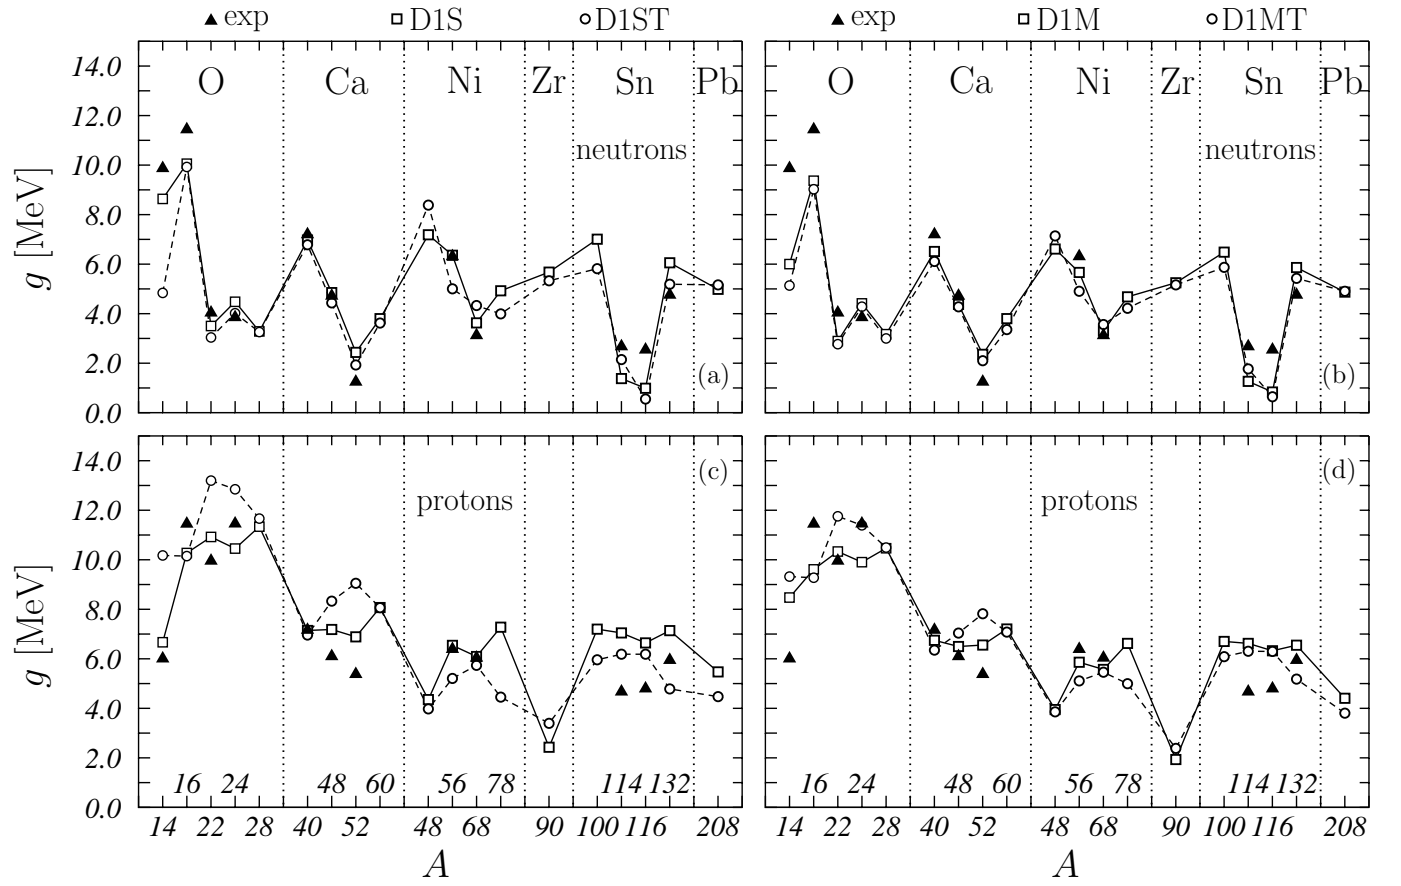 exp D1S D1ST exp D1M D1MT
14.0 O Ca Ni Zr Sn Pb O Ca Ni Zr Sn Pb
12.0
neutrons neutrons
10.0
8.0
g [MeV]
6.0
4.0
2.0 (a) (b)
0.0
14.0 (c) (d)
12.0 protons protons
10.0
8.0
g [MeV]
6.0
4.0
2.0
16 24 48 60 56 78 114 132 16 24 48 60 56 78 114 132
0.0
14 22 28 40 52 48 68 90 100 116 208 14 22 28 40 52 48 68 90 100 116 208
A A